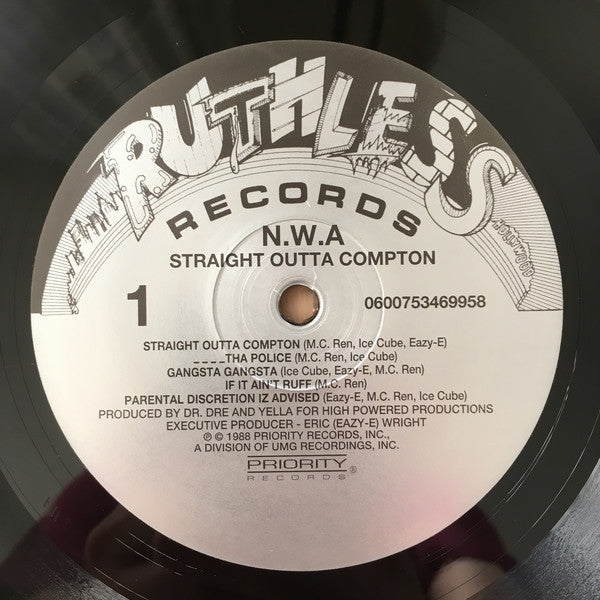 RUTHLESS
HOLLYWOOD
RECORDS
N.W.A
STRAIGHT OUTTA COMPTON
1
0600753469958
STRAIGHT OUTTA COMPTON (M.C. Ren, Ice Cube, Eazy-E)
____THA POLICE (M.C. Ren, Ice Cube)
GANGSTA GANGSTA (Ice Cube, Eazy-E, M.C. Ren)
IF IT AIN'T RUFF (M.C. Ren)
PARENTAL DISCRETION IZ ADVISED (Eazy-E, M.C. Ren, Ice Cube)
PRODUCED BY DR. DRE AND YELLA FOR HIGH POWERED PRODUCTIONS
EXECUTIVE PRODUCER - ERIC (EAZY-E) WRIGHT
℗ © 1988 PRIORITY RECORDS, INC.,
A DIVISION OF UMG RECORDINGS, INC.
PRIORITY
RECORDS ®